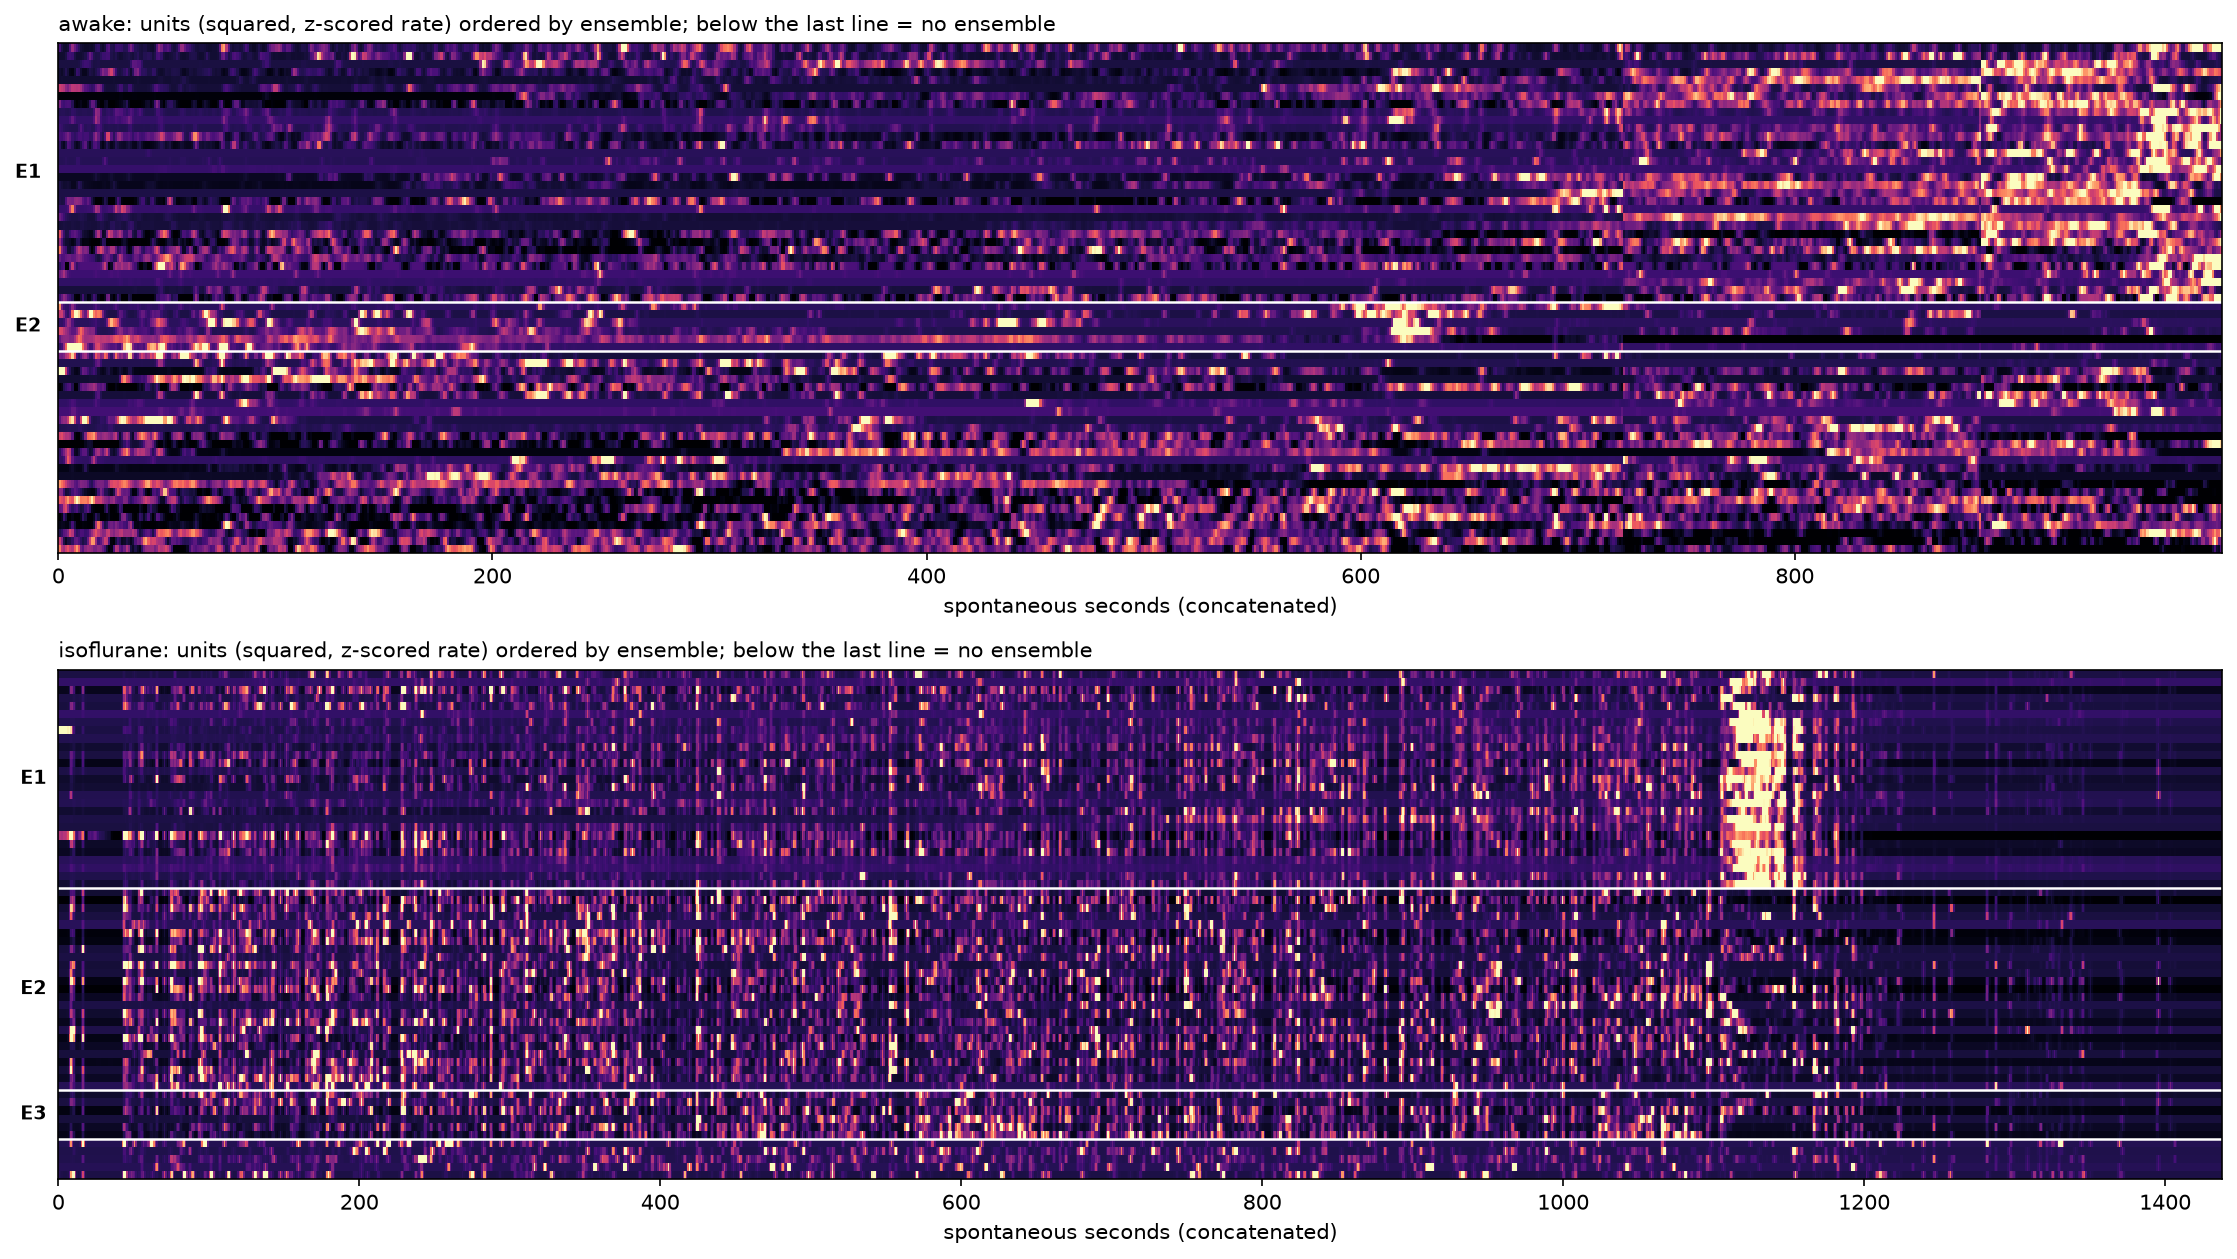 awake: units (squared, z-scored rate) ordered by ensemble; below the last line = no ensemble
E1
E2
0 200 400 600 800
spontaneous seconds (concatenated)
isoflurane: units (squared, z-scored rate) ordered by ensemble; below the last line = no ensemble
E1
E2
E3
0 200 400 600 800 1000 1200 1400
spontaneous seconds (concatenated)